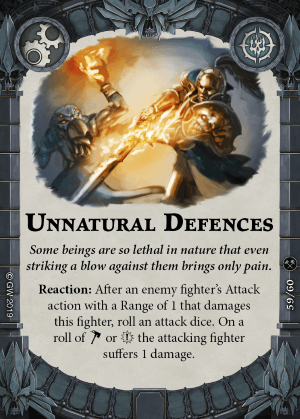 UNNATURAL DEFENCES
Some beings are so lethal in nature that even
striking a blow against them brings only pain.
Reaction: After an enemy fighter's Attack
action with a Range of 1 that damages
this fighter, roll an attack dice. On a
roll of or the attacking fighter
suffers 1 damage.
©GW 2019
59/60